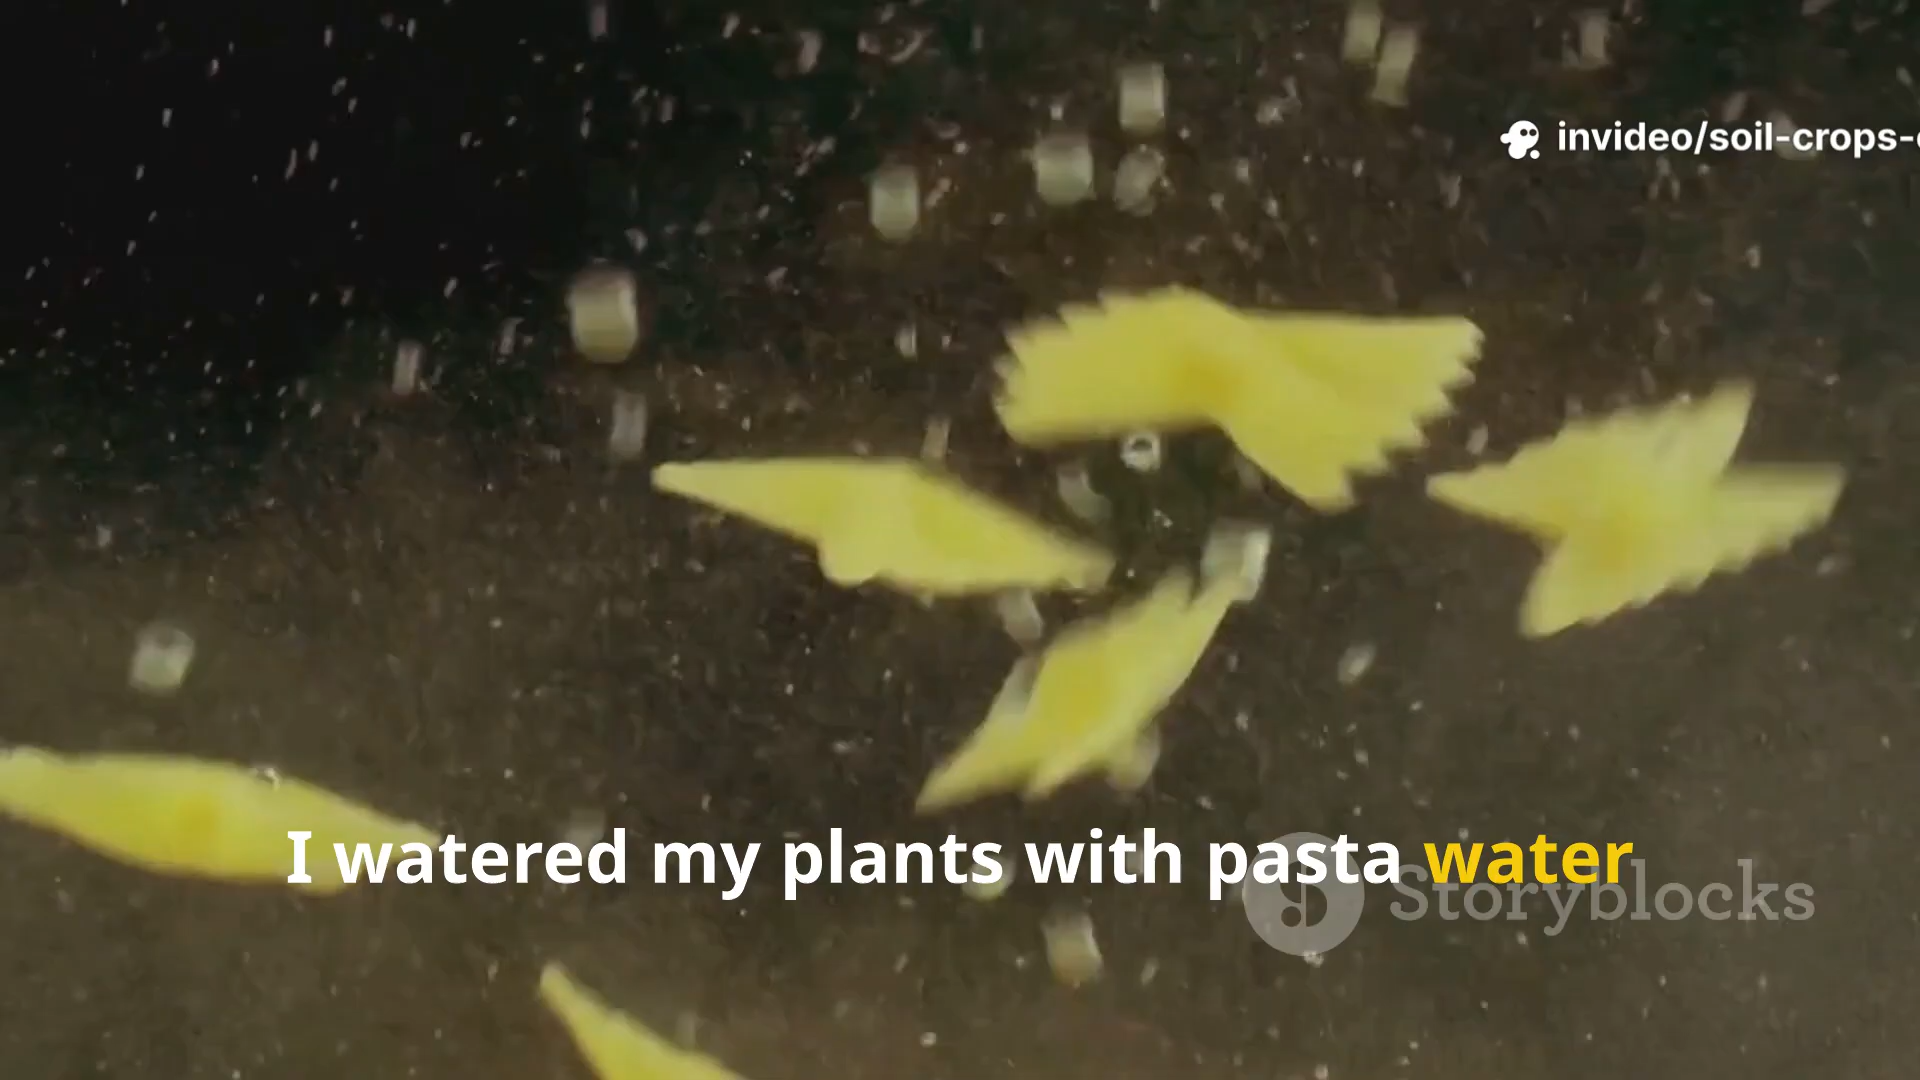 invideo/soil-crops-
I watered my plants with pasta water
Storyblocks